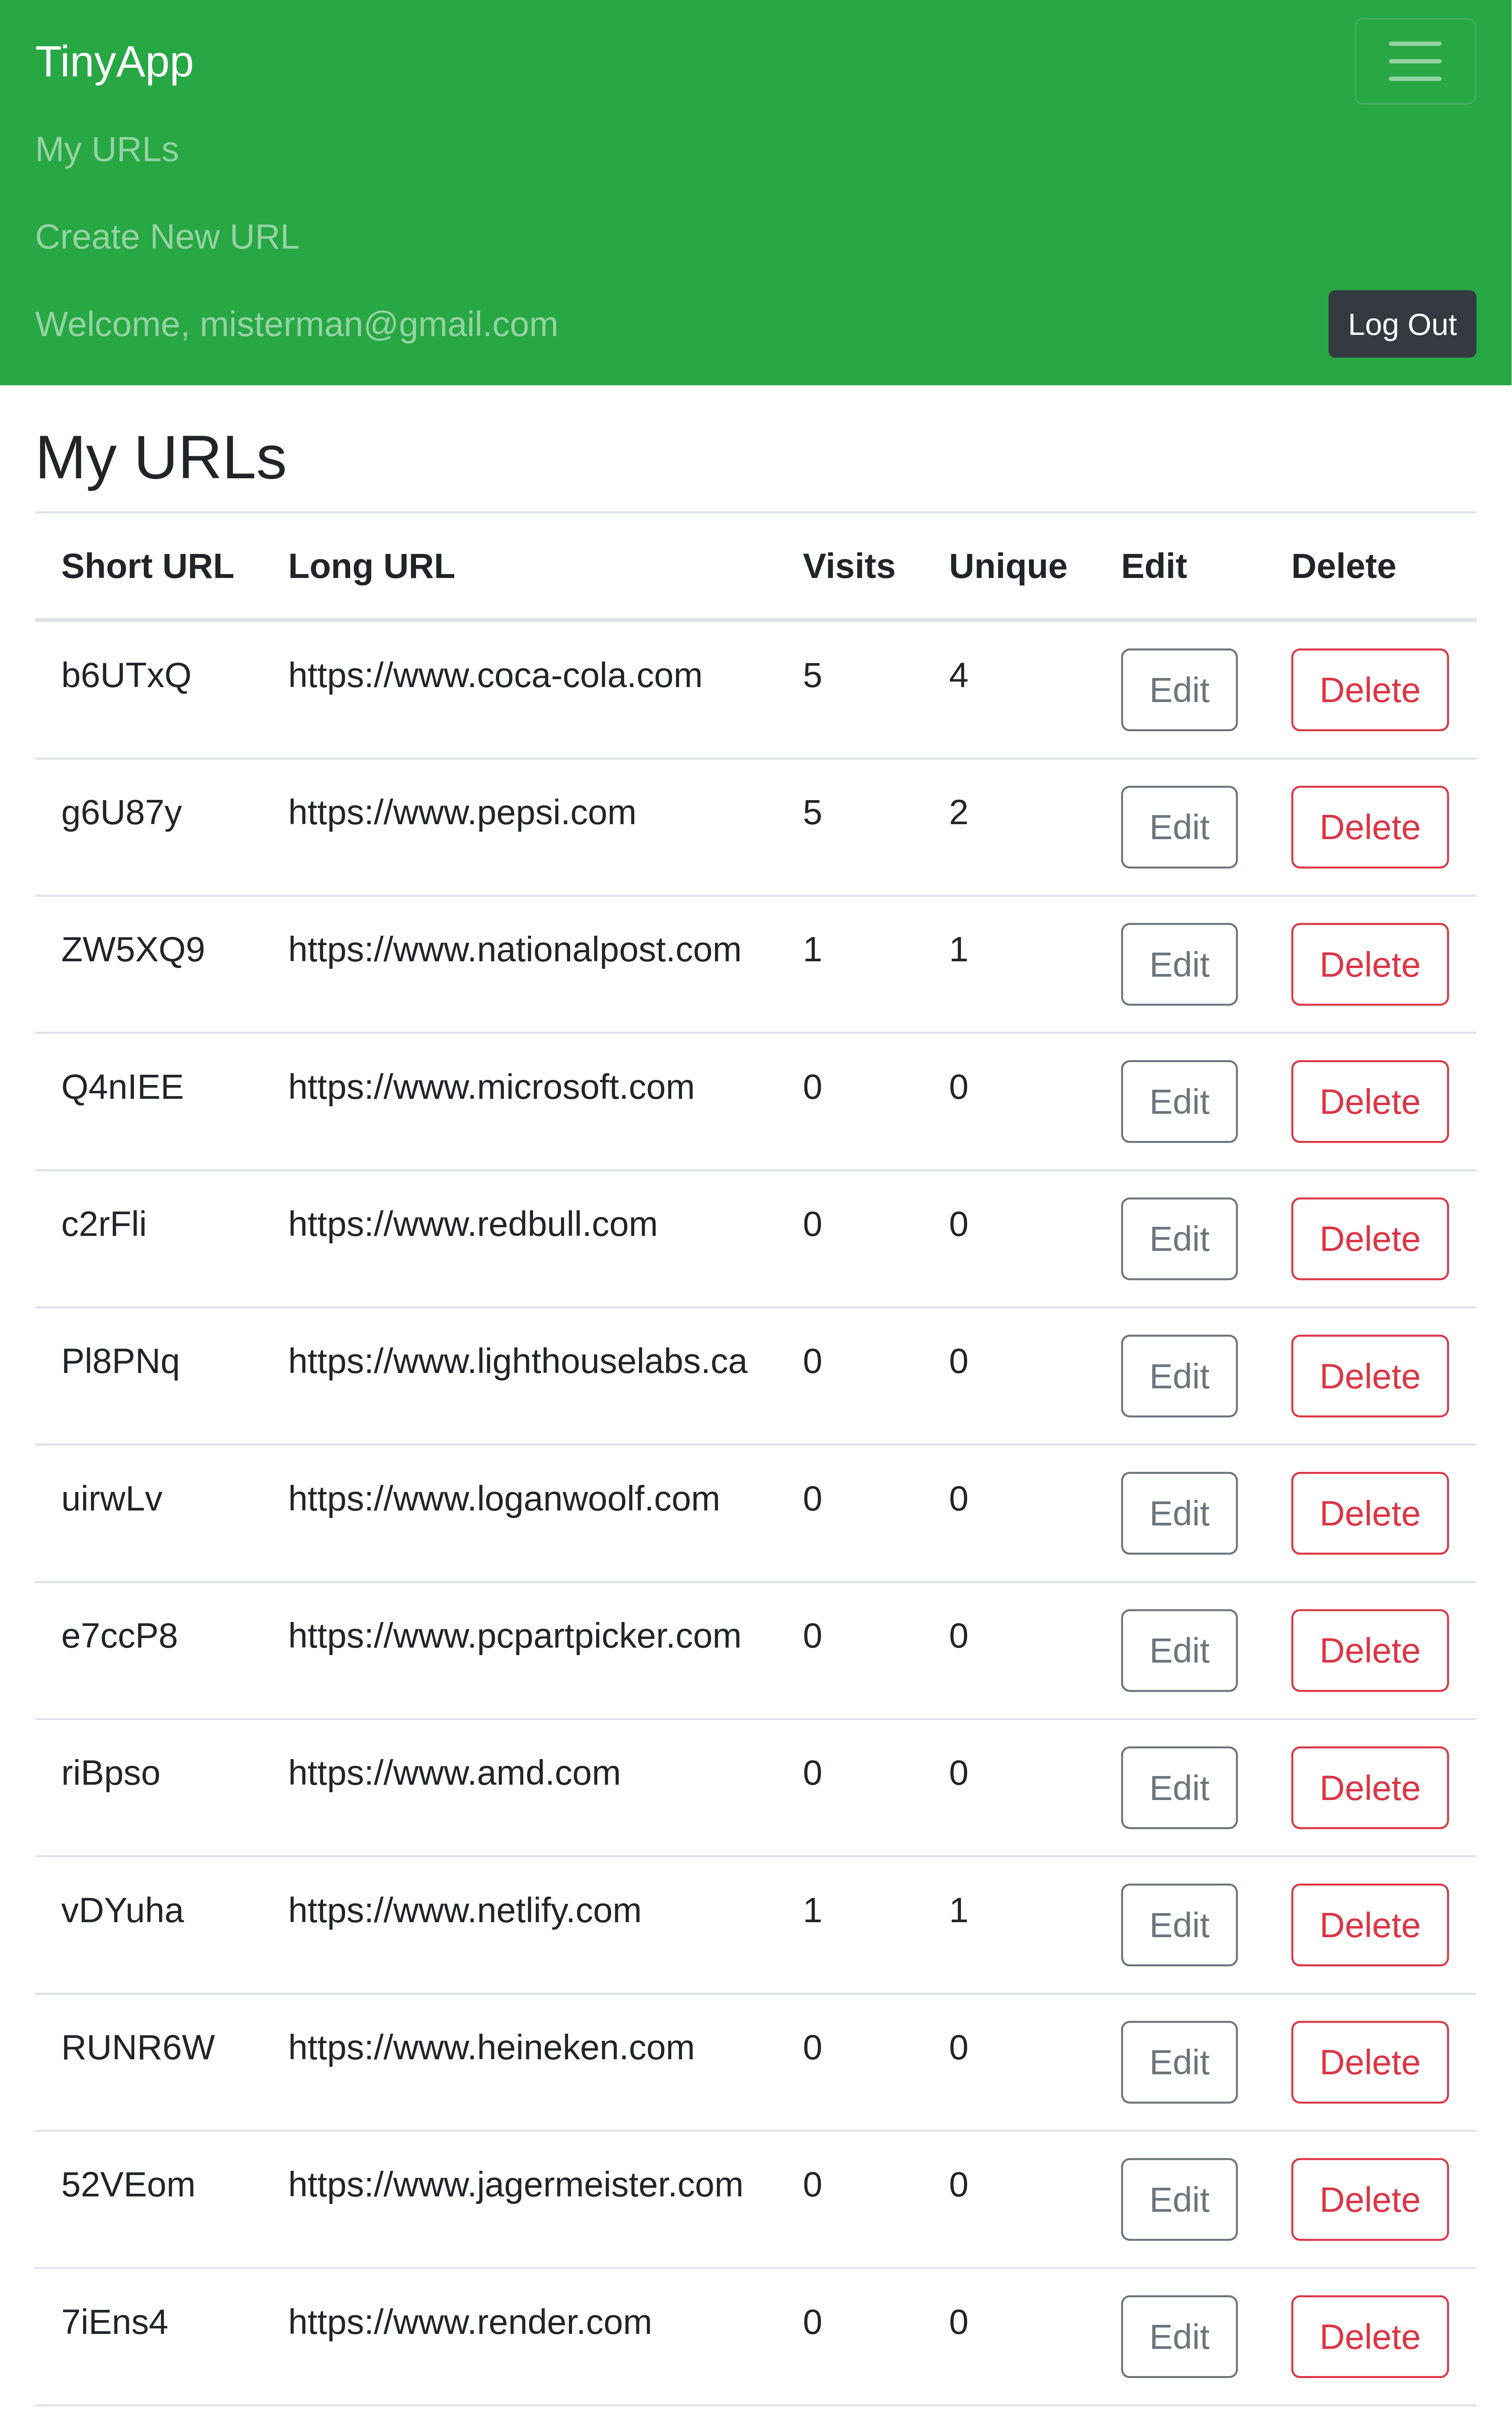 TinyApp
My URLs
Create New URL
Welcome, misterman@gmail.com
Log Out
My URLs
Short URL Long URL Visits Unique Edit Delete
b6UTxQ https://www.coca-cola.com 5 4 Edit Delete
g6U87y https://www.pepsi.com 5 2 Edit Delete
ZW5XQ9 https://www.nationalpost.com 1 1 Edit Delete
Q4nIEE https://www.microsoft.com 0 0 Edit Delete
c2rFli https://www.redbull.com 0 0 Edit Delete
Pl8PNq https://www.lighthouselabs.ca 0 0 Edit Delete
uirwLv https://www.loganwoolf.com 0 0 Edit Delete
e7ccP8 https://www.pcpartpicker.com 0 0 Edit Delete
riBpso https://www.amd.com 0 0 Edit Delete
vDYuha https://www.netlify.com 1 1 Edit Delete
RUNR6W https://www.heineken.com 0 0 Edit Delete
52VEom https://www.jagermeister.com 0 0 Edit Delete
7iEns4 https://www.render.com 0 0 Edit Delete